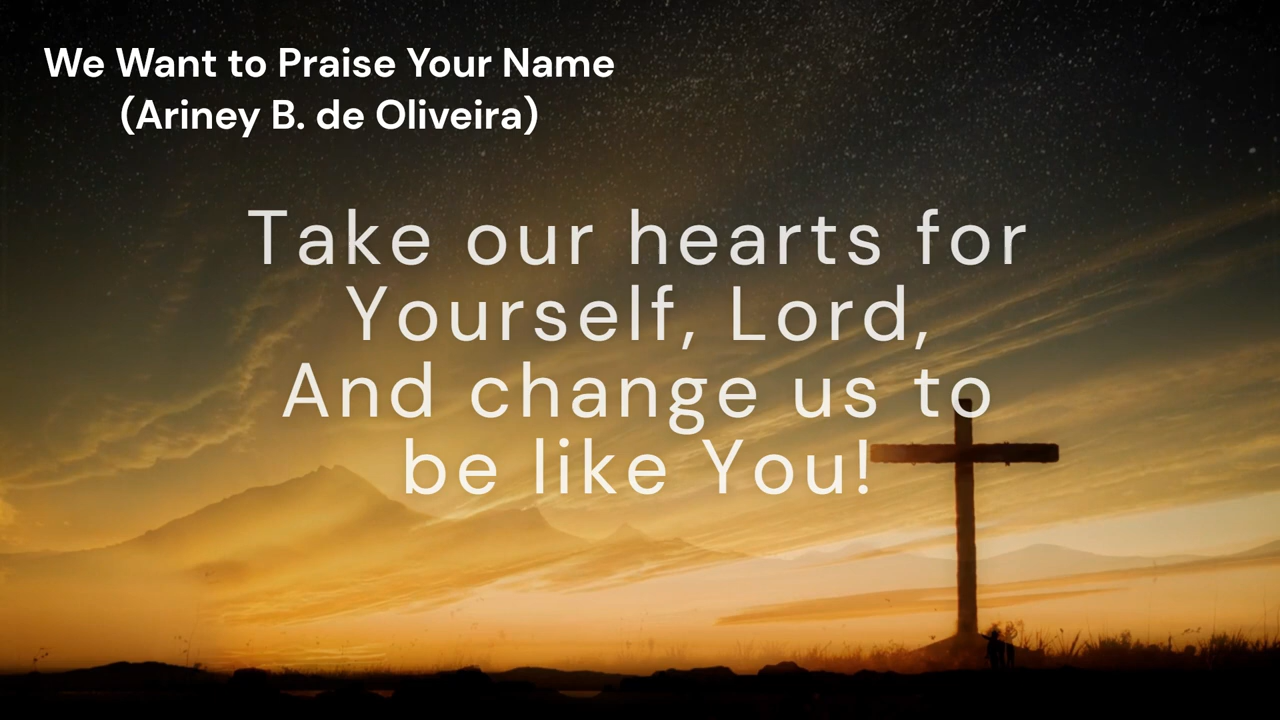 We Want to Praise Your Name
(Ariney B. de Oliveira)
Take our hearts for
Yourself, Lord,
And change us to
be like You!